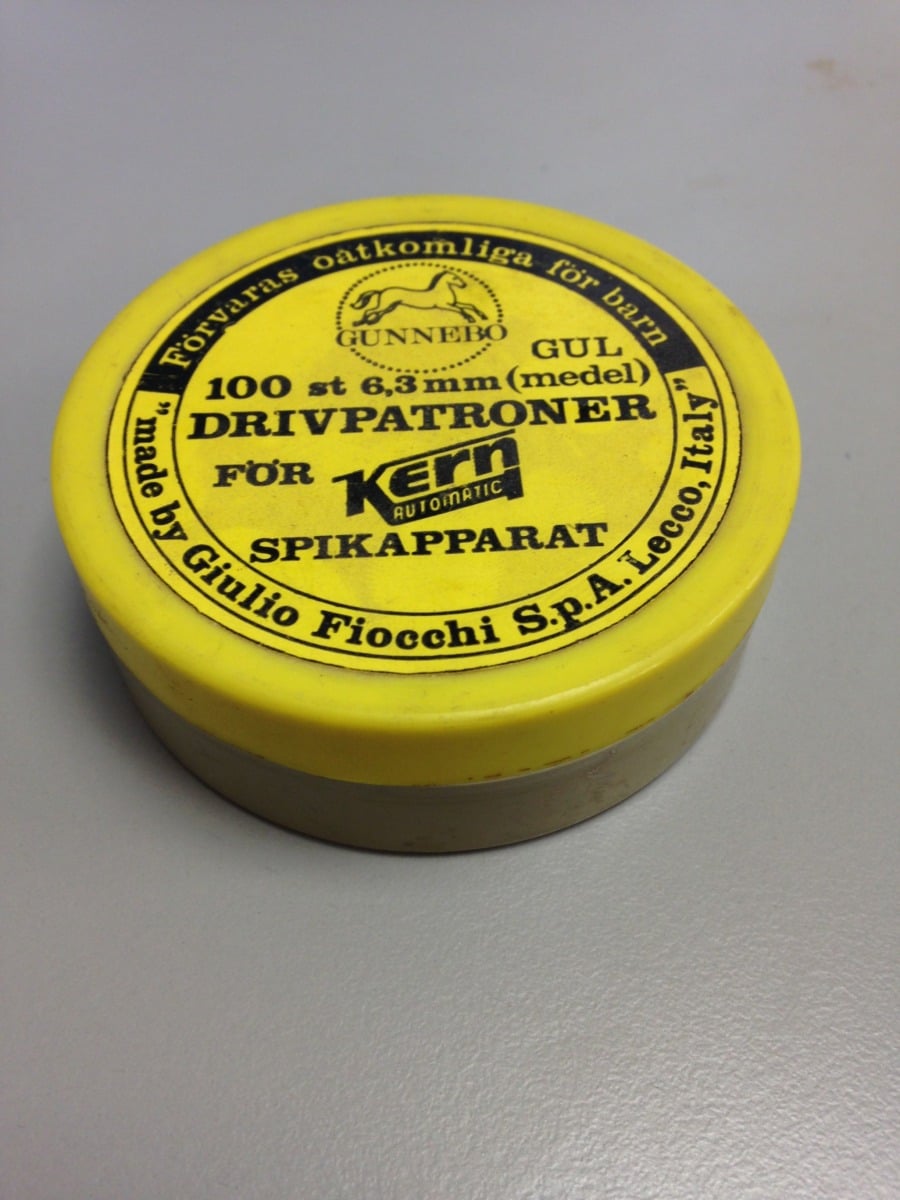 Förvaras oåtkomliga för barn
GUNNEBO
GUL
100 st 6,3 mm (medel)
DRIVPATRONER
FÖR Kern
AUTOMATIC
SPIKAPPARAT
"made by Giulio Fiocchi S.p.A. Lecco, Italy"